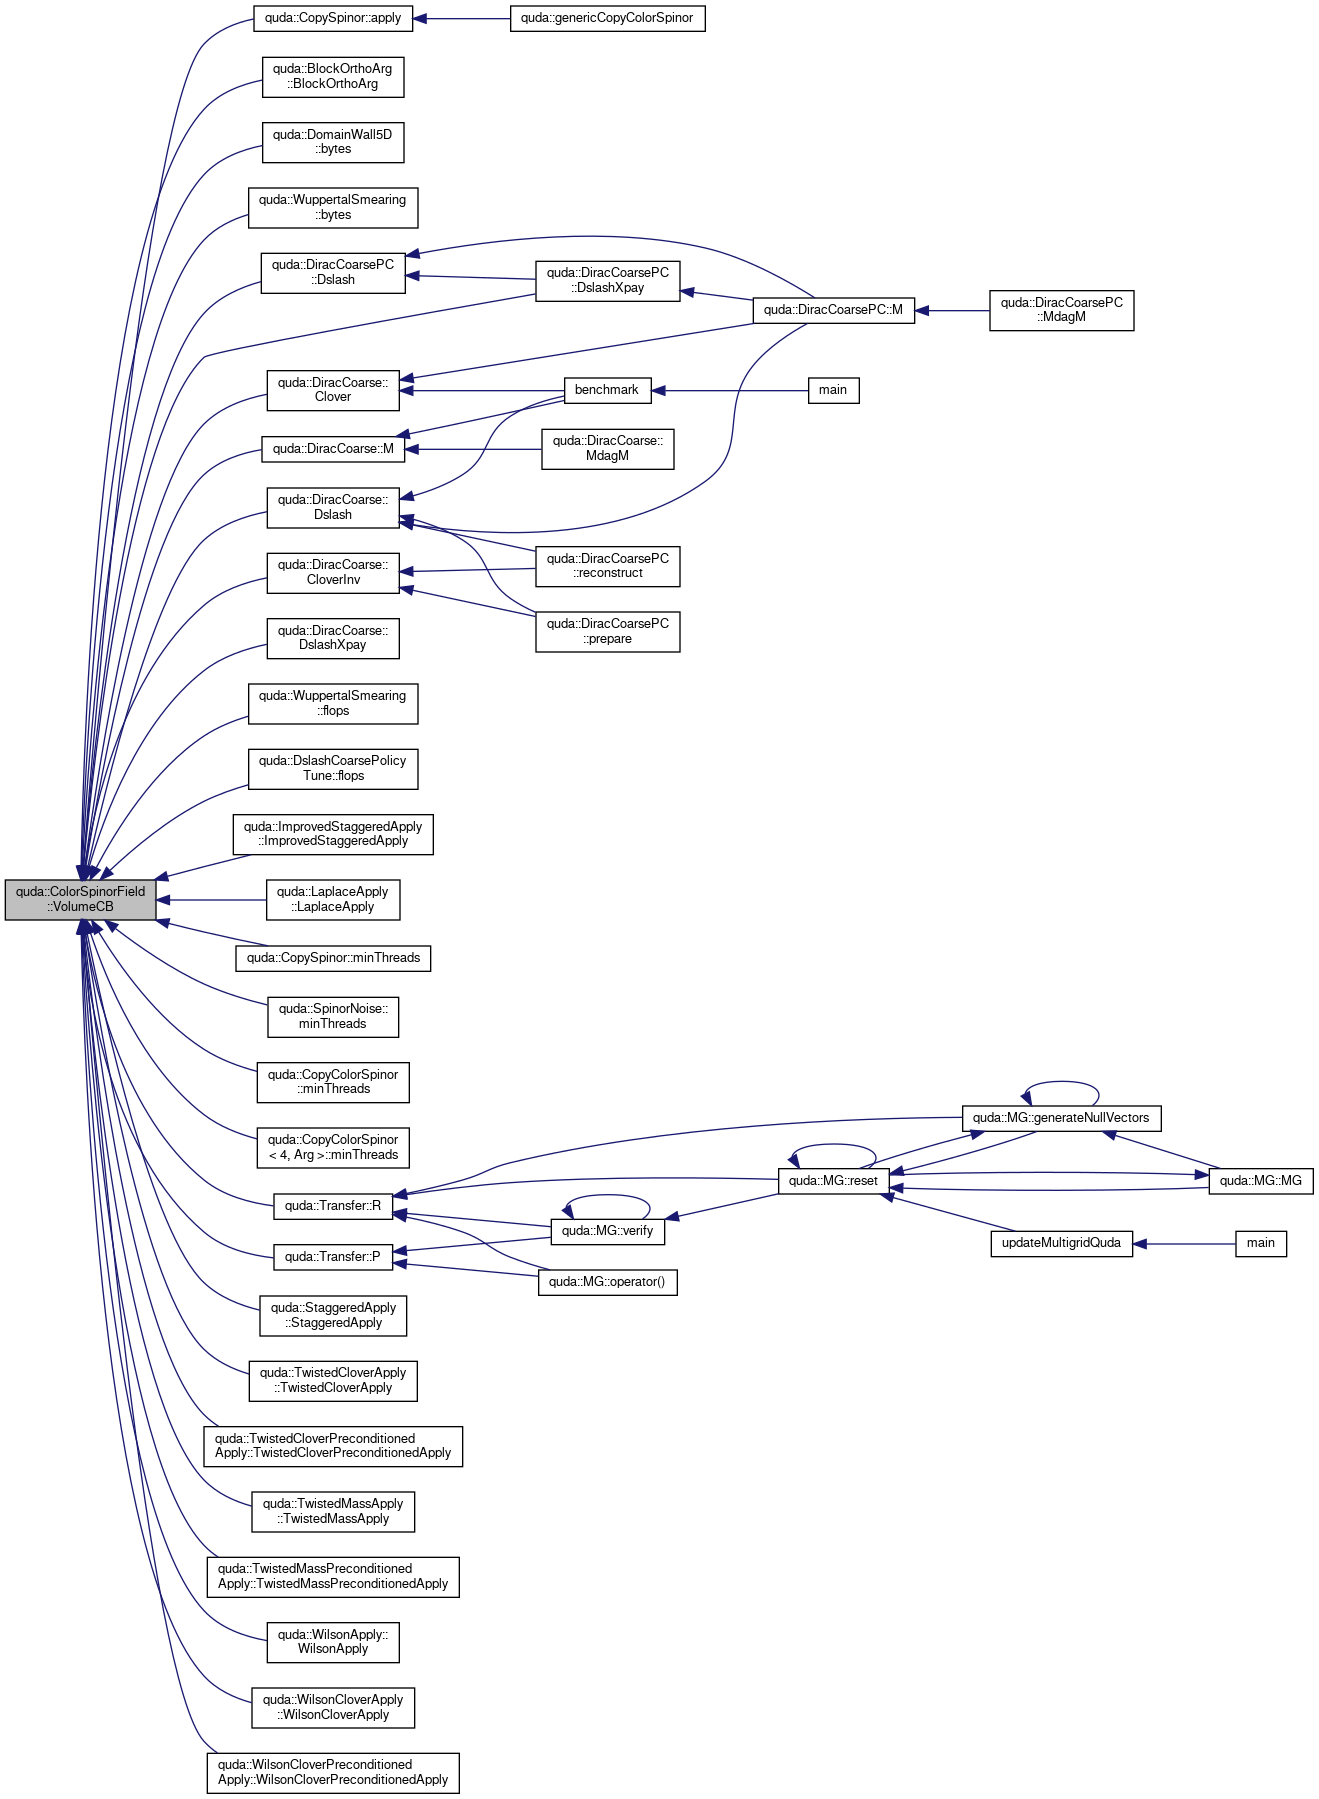 quda::CopySpinor::apply
quda::genericCopyColorSpinor
quda::BlockOrthoArg
::BlockOrthoArg
quda::DomainWall5D
::bytes
quda::WuppertalSmearing
::bytes
quda::DiracCoarsePC
::Dslash
quda::DiracCoarsePC
::DslashXpay
quda::DiracCoarsePC::M
quda::DiracCoarsePC
::MdagM
quda::DiracCoarse::
Clover
benchmark
main
quda::DiracCoarse::M
quda::DiracCoarse::
MdagM
quda::DiracCoarse::
Dslash
quda::DiracCoarsePC
::reconstruct
quda::DiracCoarse::
CloverInv
quda::DiracCoarsePC
::prepare
quda::DiracCoarse::
DslashXpay
quda::WuppertalSmearing
::flops
quda::DslashCoarsePolicy
Tune::flops
quda::ImprovedStaggeredApply
::ImprovedStaggeredApply
quda::ColorSpinorField
::VolumeCB
quda::LaplaceApply
::LaplaceApply
quda::CopySpinor::minThreads
quda::SpinorNoise::
minThreads
quda::CopyColorSpinor
::minThreads
quda::CopyColorSpinor
< 4, Arg >::minThreads
quda::MG::generateNullVectors
quda::MG::reset
quda::MG::MG
quda::Transfer::R
quda::MG::verify
updateMultigridQuda
main
quda::Transfer::P
quda::MG::operator()
quda::StaggeredApply
::StaggeredApply
quda::TwistedCloverApply
::TwistedCloverApply
quda::TwistedCloverPreconditioned
Apply::TwistedCloverPreconditionedApply
quda::TwistedMassApply
::TwistedMassApply
quda::TwistedMassPreconditioned
Apply::TwistedMassPreconditionedApply
quda::WilsonApply::
WilsonApply
quda::WilsonCloverApply
::WilsonCloverApply
quda::WilsonCloverPreconditioned
Apply::WilsonCloverPreconditionedApply